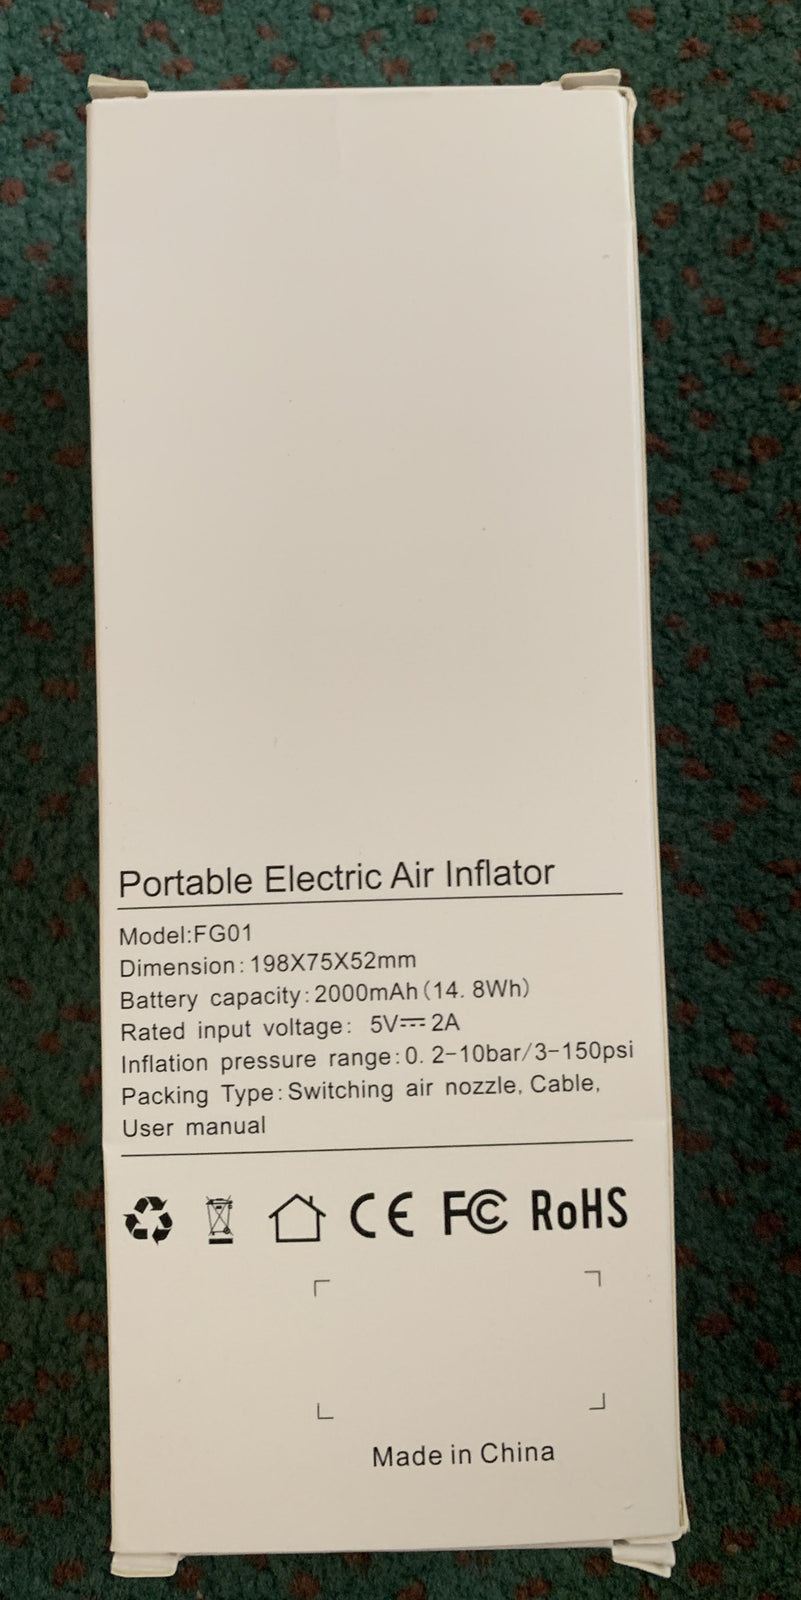 Portable Electric Air Inflator
Model:FG01
Dimension:198X75X52mm
Battery capacity:2000mAh(14.8Wh)
Rated input voltage: 5V⎓2A
Inflation pressure range:0.2-10bar/3-150psi
Packing Type:Switching air nozzle, Cable,
User manual
CE FC RoHS
Made in China